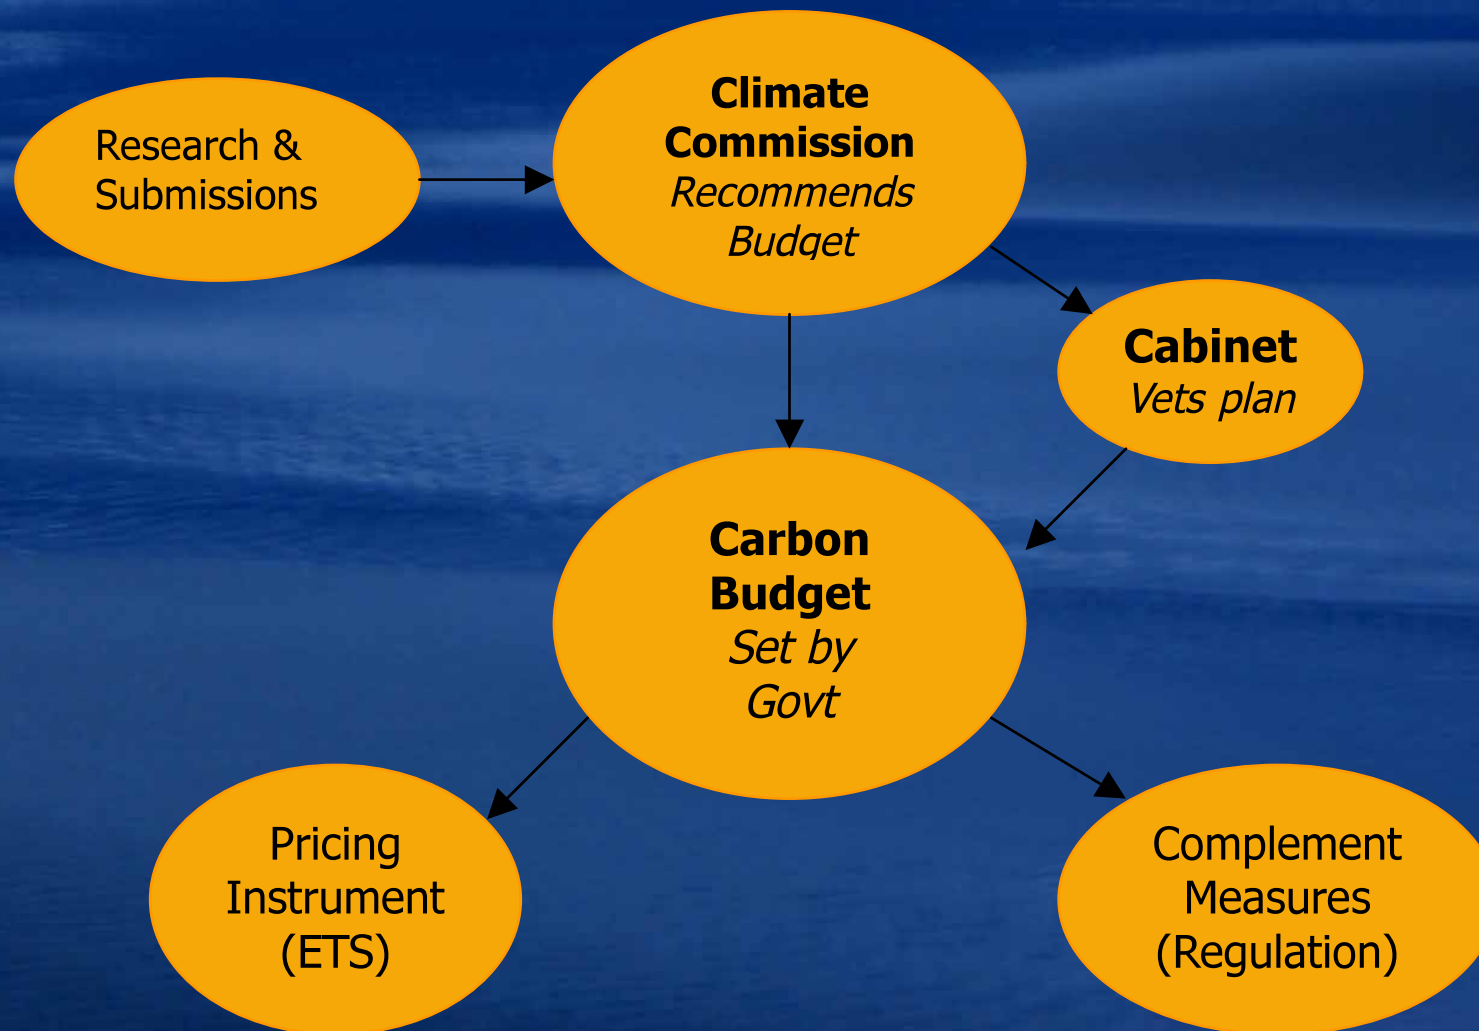 Research &
Submissions
Climate
Commission
Recommends
Budget
Cabinet
Vets plan
Carbon
Budget
Set by
Govt
Pricing
Instrument
(ETS)
Complement
Measures
(Regulation)